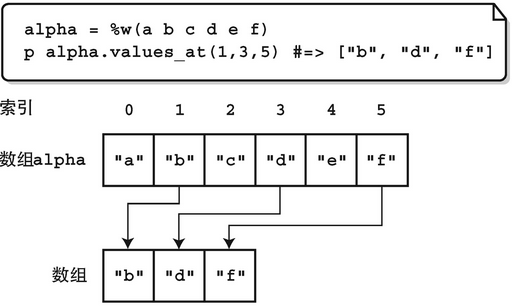 alpha = %w(a b c d e f)
p alpha.values_at(1,3,5) #=> ["b", "d", "f"]
索引 0 1 2 3 4 5
数组alpha "a" "b" "c" "d" "e" "f"
数组 "b" "d" "f"